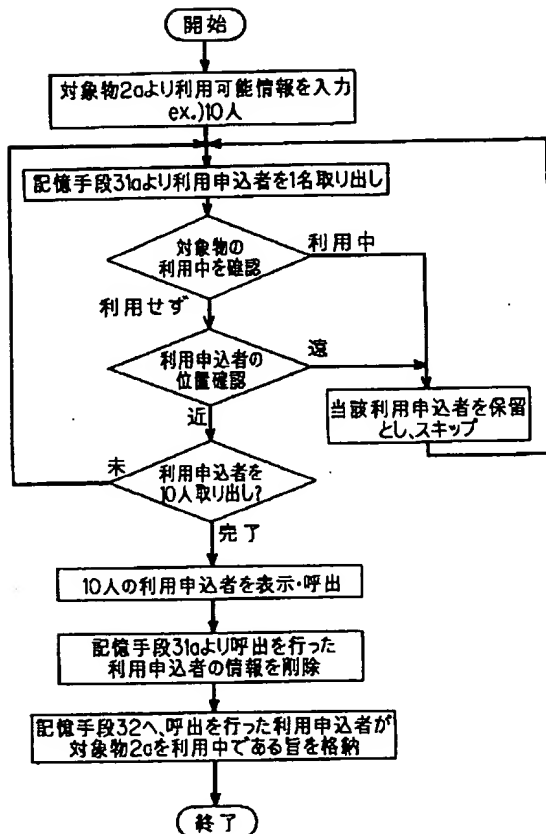 開始
対象物2aより利用可能情報を入力
ex.)10人
記憶手段31aより利用申込者を1名取り出し
対象物の
利用中を確認
利用中
利用せず
利用申込者の
位置確認
遠
近
当該利用申込者を保留
とし、スキップ
利用申込者を
10人取り出し?
未
完了
10人の利用申込者を表示・呼出
記憶手段31aより呼出を行った
利用申込者の情報を削除
記憶手段32へ、呼出を行った利用申込者が
対象物2aを利用中である旨を格納
終了